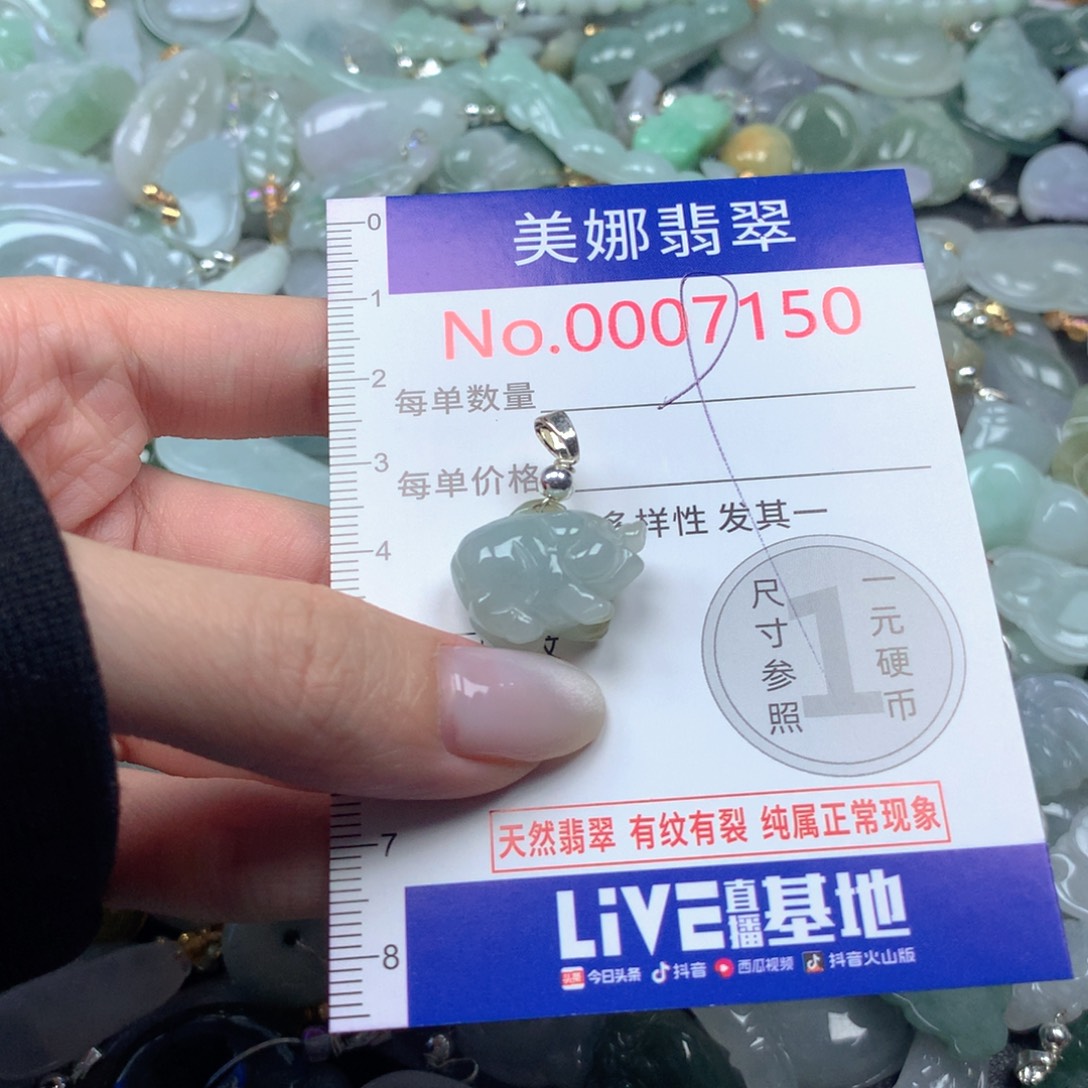 美娜翡翠
No.0007150
每单数量
每单价格
多样性 发其一
尺寸参照
一元硬币
1
天然翡翠 有纹有裂 纯属正常现象
LiVE直播基地
头条 今日头条 抖音 西瓜视频 抖音火山版
0
1
2
3
4
7
8